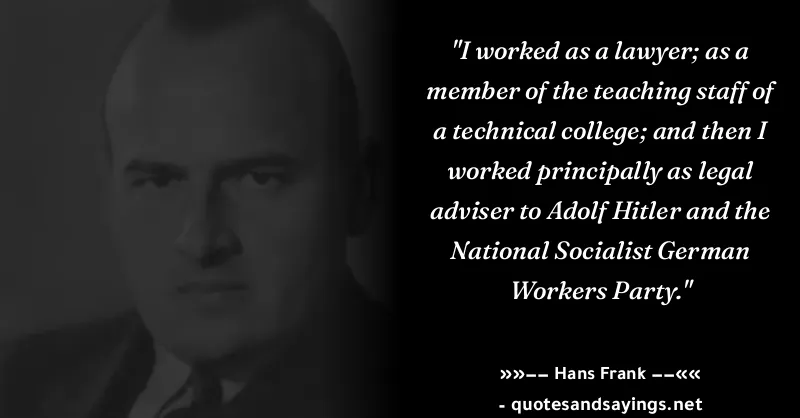 "I worked as a lawyer; as a
member of the teaching staff of
a technical college; and then I
worked principally as legal
adviser to Adolf Hitler and the
National Socialist German
Workers Party."
»»−− Hans Frank −−««
- quotesandsayings.net